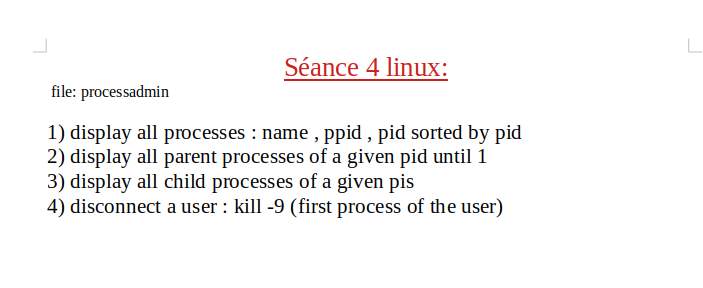 Séance 4 linux:
file: processadmin
1) display all processes : name , ppid , pid sorted by pid
2) display all parent processes of a given pid until 1
3) display all child processes of a given pis
4) disconnect a user : kill -9 (first process of the user)